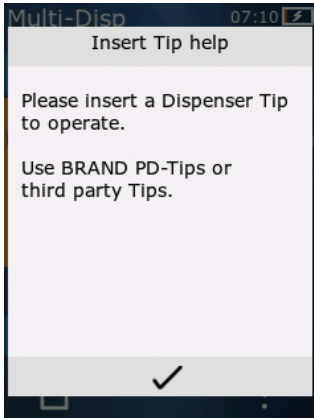 Multi-Disp 07:10
Insert Tip help
Please insert a Dispenser Tip
to operate.
Use BRAND PD-Tips or
third party Tips.